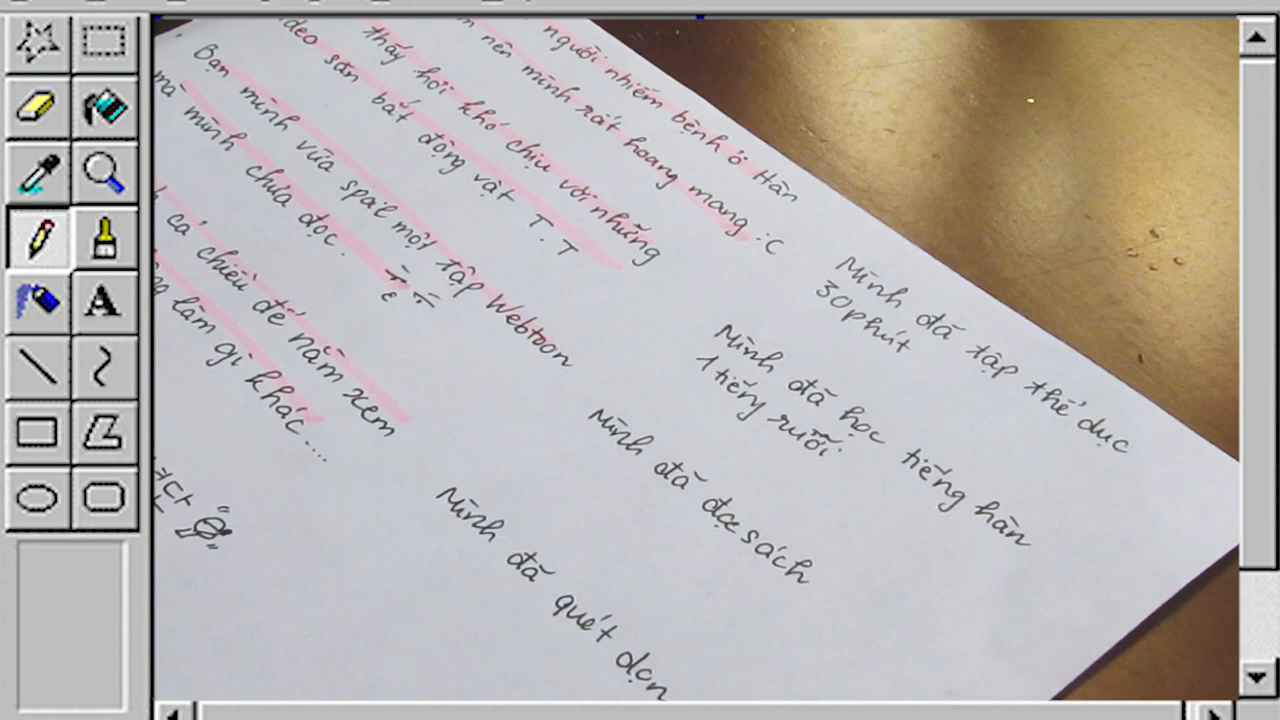 người nhiễm bệnh ở Hàn
nên mình rất hoang mang :C
thấy hơi khó chịu với những
săn bắt động vật T.T
Bạn mình vừa spoil một tập Webtoon
mà mình chưa đọc.
cả chiều để nằm xem
làm gì khác...
Mình đã tập thể dục
30 phút
Mình đã học tiếng hàn
1 tiếng rưỡi.
Mình đã đọc sách
Mình đã quét dọn